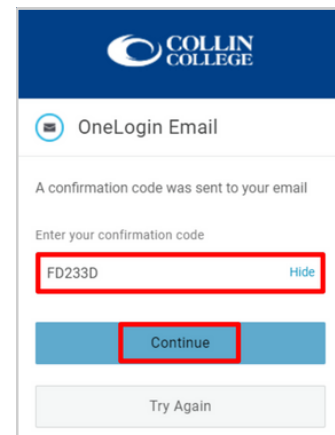 COLLIN
COLLEGE
OneLogin Email
A confirmation code was sent to your email
Enter your confirmation code
FD233D Hide
Continue
Try Again